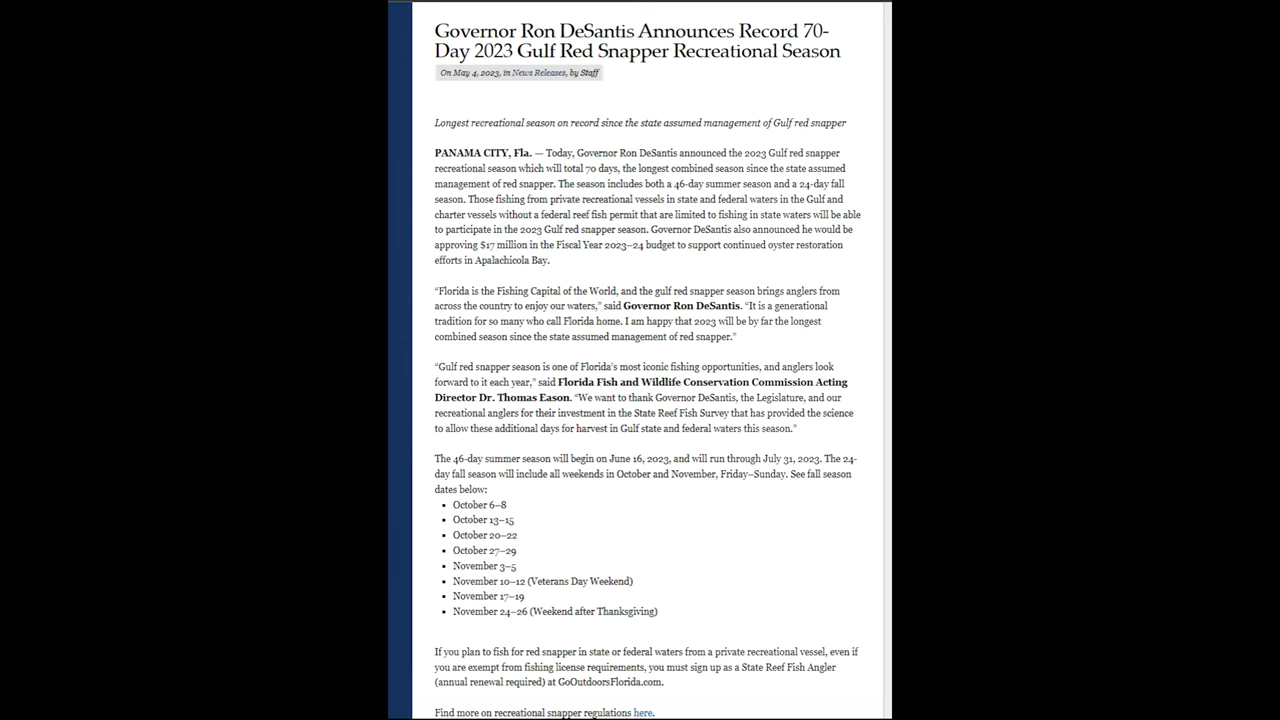 Governor Ron DeSantis Announces Record 70-
Day 2023 Gulf Red Snapper Recreational Season
On May 4, 2023, in News Releases, by Staff
Longest recreational season on record since the state assumed management of Gulf red snapper
PANAMA CITY, Fla. — Today, Governor Ron DeSantis announced the 2023 Gulf red snapper
recreational season which will total 70 days, the longest combined season since the state assumed
management of red snapper. The season includes both a 46-day summer season and a 24-day fall
season. Those fishing from private recreational vessels in state and federal waters in the Gulf and
charter vessels without a federal reef fish permit that are limited to fishing in state waters will be able
to participate in the 2023 Gulf red snapper season. Governor DeSantis also announced he would be
approving $17 million in the Fiscal Year 2023–24 budget to support continued oyster restoration
efforts in Apalachicola Bay.
“Florida is the Fishing Capital of the World, and the gulf red snapper season brings anglers from
across the country to enjoy our waters,” said Governor Ron DeSantis. “It is a generational
tradition for so many who call Florida home. I am happy that 2023 will be by far the longest
combined season since the state assumed management of red snapper.”
“Gulf red snapper season is one of Florida’s most iconic fishing opportunities, and anglers look
forward to it each year,” said Florida Fish and Wildlife Conservation Commission Acting
Director Dr. Thomas Eason. “We want to thank Governor DeSantis, the Legislature, and our
recreational anglers for their investment in the State Reef Fish Survey that has provided the science
to allow these additional days for harvest in Gulf state and federal waters this season.”
The 46-day summer season will begin on June 16, 2023, and will run through July 31, 2023. The 24-
day fall season will include all weekends in October and November, Friday–Sunday. See fall season
dates below:
▪ October 6–8
▪ October 13–15
▪ October 20–22
▪ October 27–29
▪ November 3–5
▪ November 10–12 (Veterans Day Weekend)
▪ November 17–19
▪ November 24–26 (Weekend after Thanksgiving)
If you plan to fish for red snapper in state or federal waters from a private recreational vessel, even if
you are exempt from fishing license requirements, you must sign up as a State Reef Fish Angler
(annual renewal required) at GoOutdoorsFlorida.com.
Find more on recreational snapper regulations here.